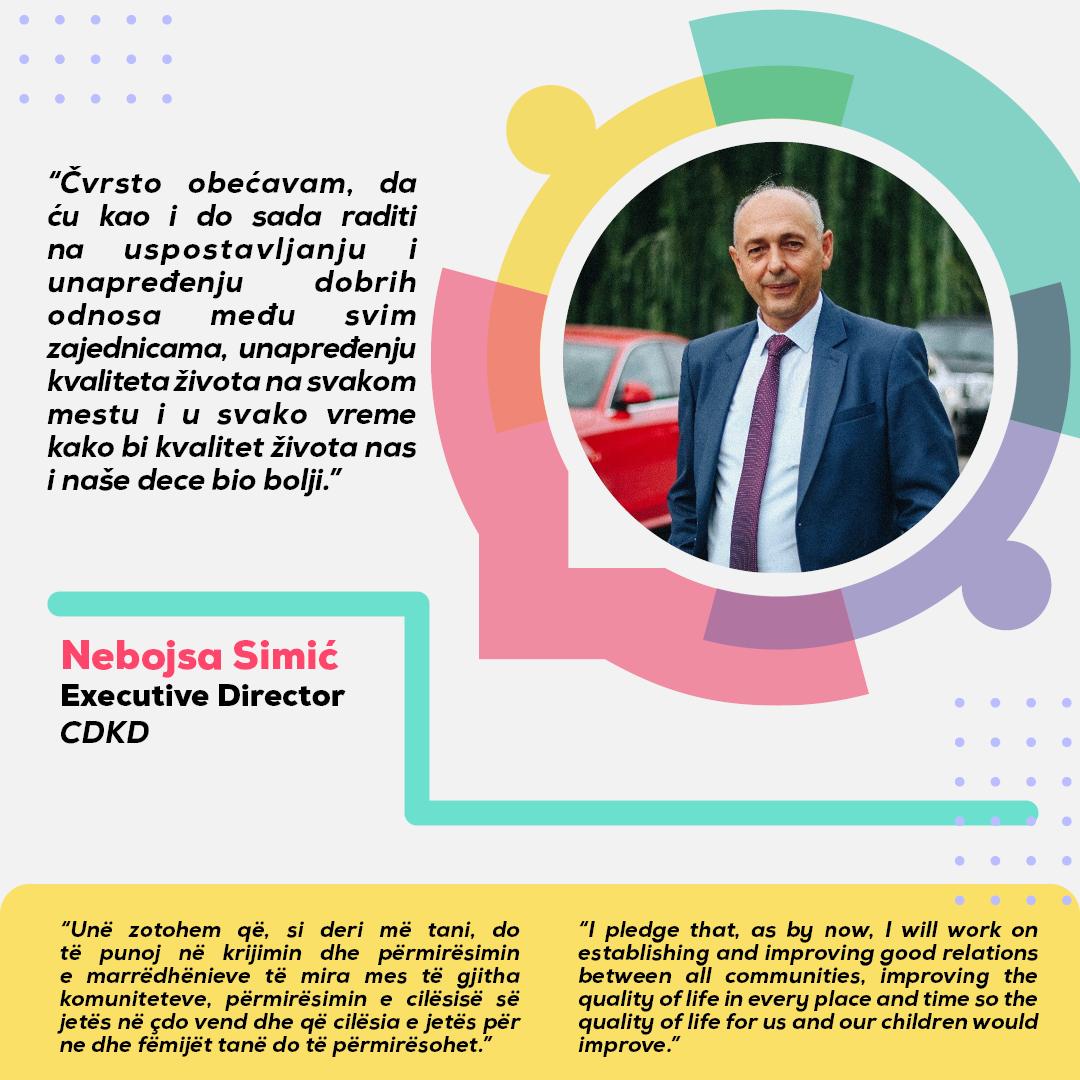 “Čvrsto obećavam, da
ću kao i do sada raditi
na uspostavljanju i
unapređenju dobrih
odnosa među svim
zajednicama, unapređenju
kvaliteta života na svakom
mestu i u svako vreme
kako bi kvalitet života nas
i naše dece bio bolji.”
Nebojsa Simić
Executive Director
CDKD
“Unë zotohem që, si deri më tani, do
të punoj në krijimin dhe përmirësimin
e marrëdhënieve të mira mes të gjitha
komuniteteve, përmirësimin e cilësisë së
jetës në çdo vend dhe që cilësia e jetës për
ne dhe fëmijët tanë do të përmirësohet.”
“I pledge that, as by now, I will work on
establishing and improving good relations
between all communities, improving the
quality of life in every place and time so the
quality of life for us and our children would
improve.”